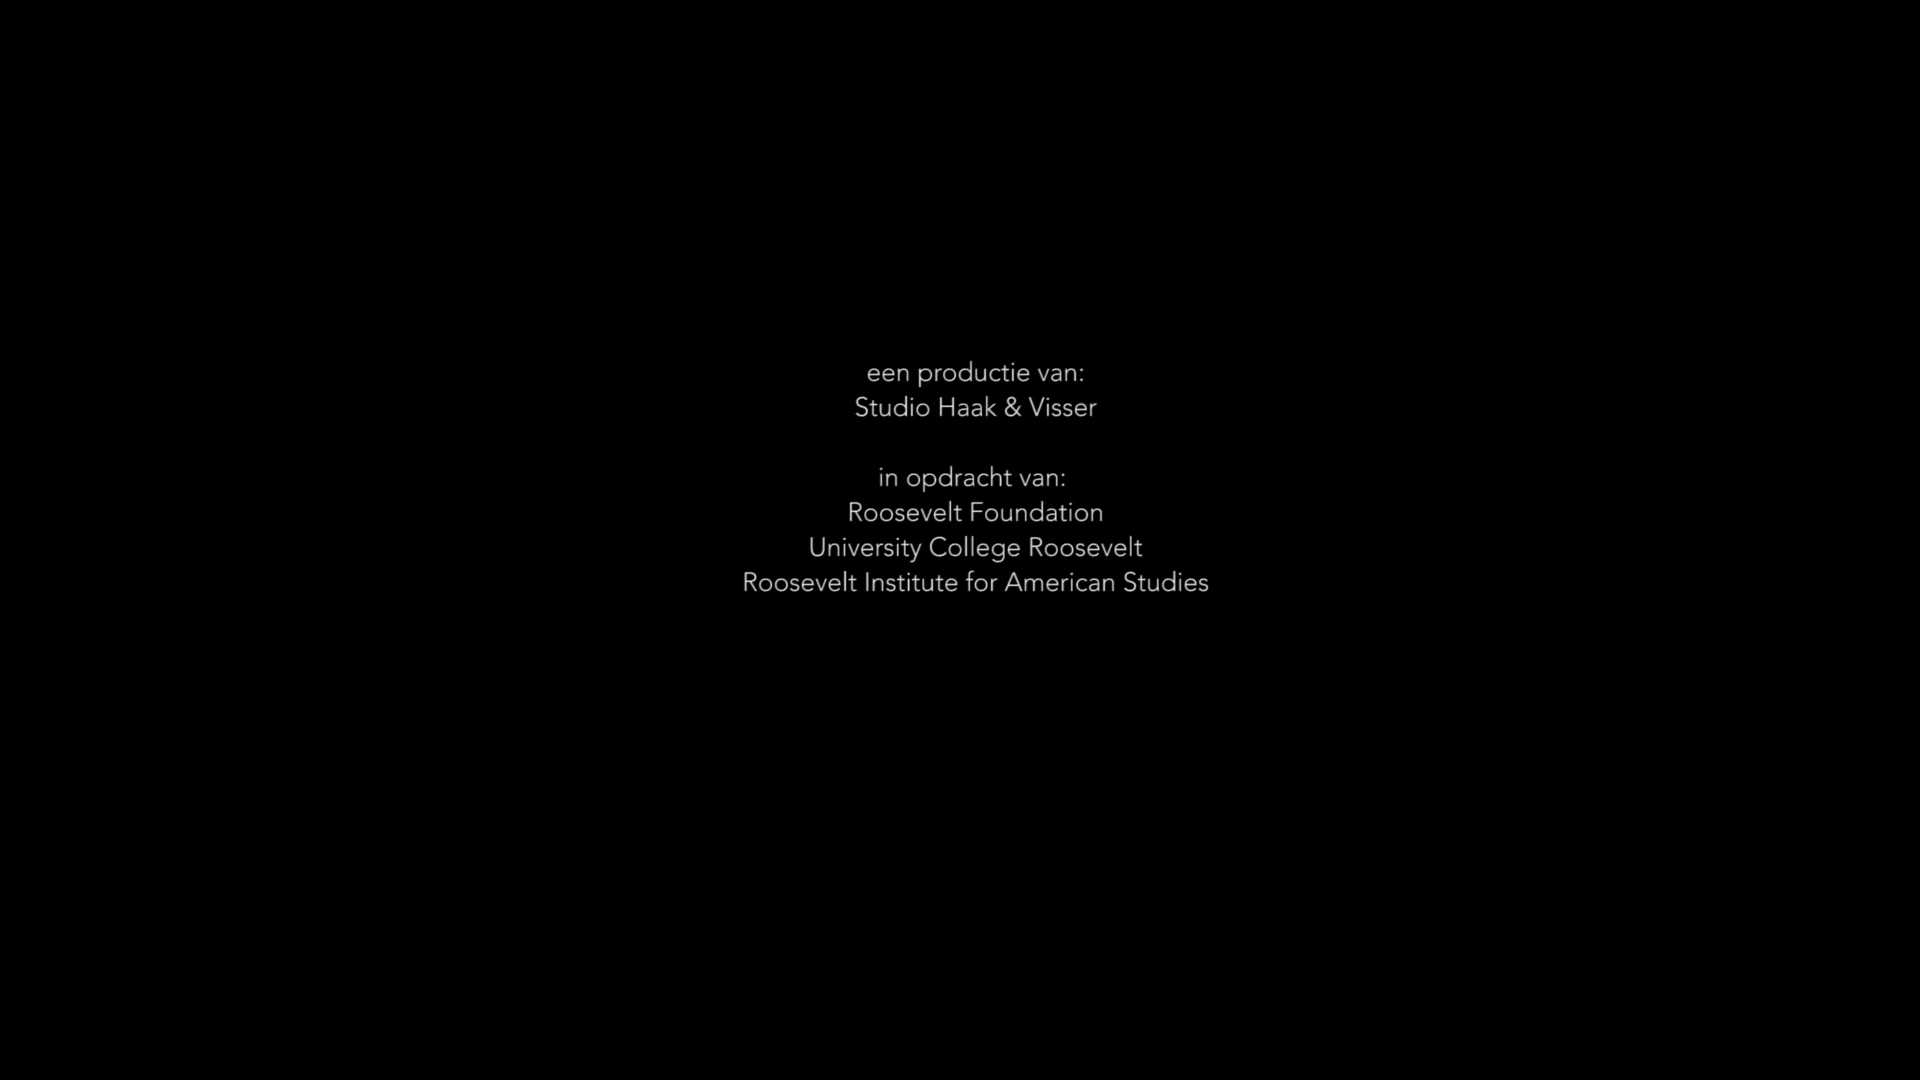 een productie van:
Studio Haak & Visser
in opdracht van:
Roosevelt Foundation
University College Roosevelt
Roosevelt Institute for American Studies